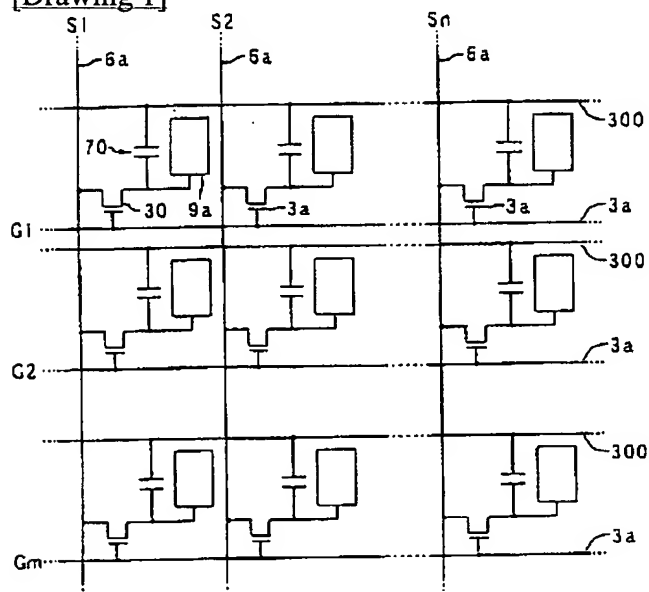 [Drawing 1]
S1 S2 Sn
6a 6a 6a
300
70
30 9a 3a 3a 3a
G1
300
G2 3a
300
Gm 3a